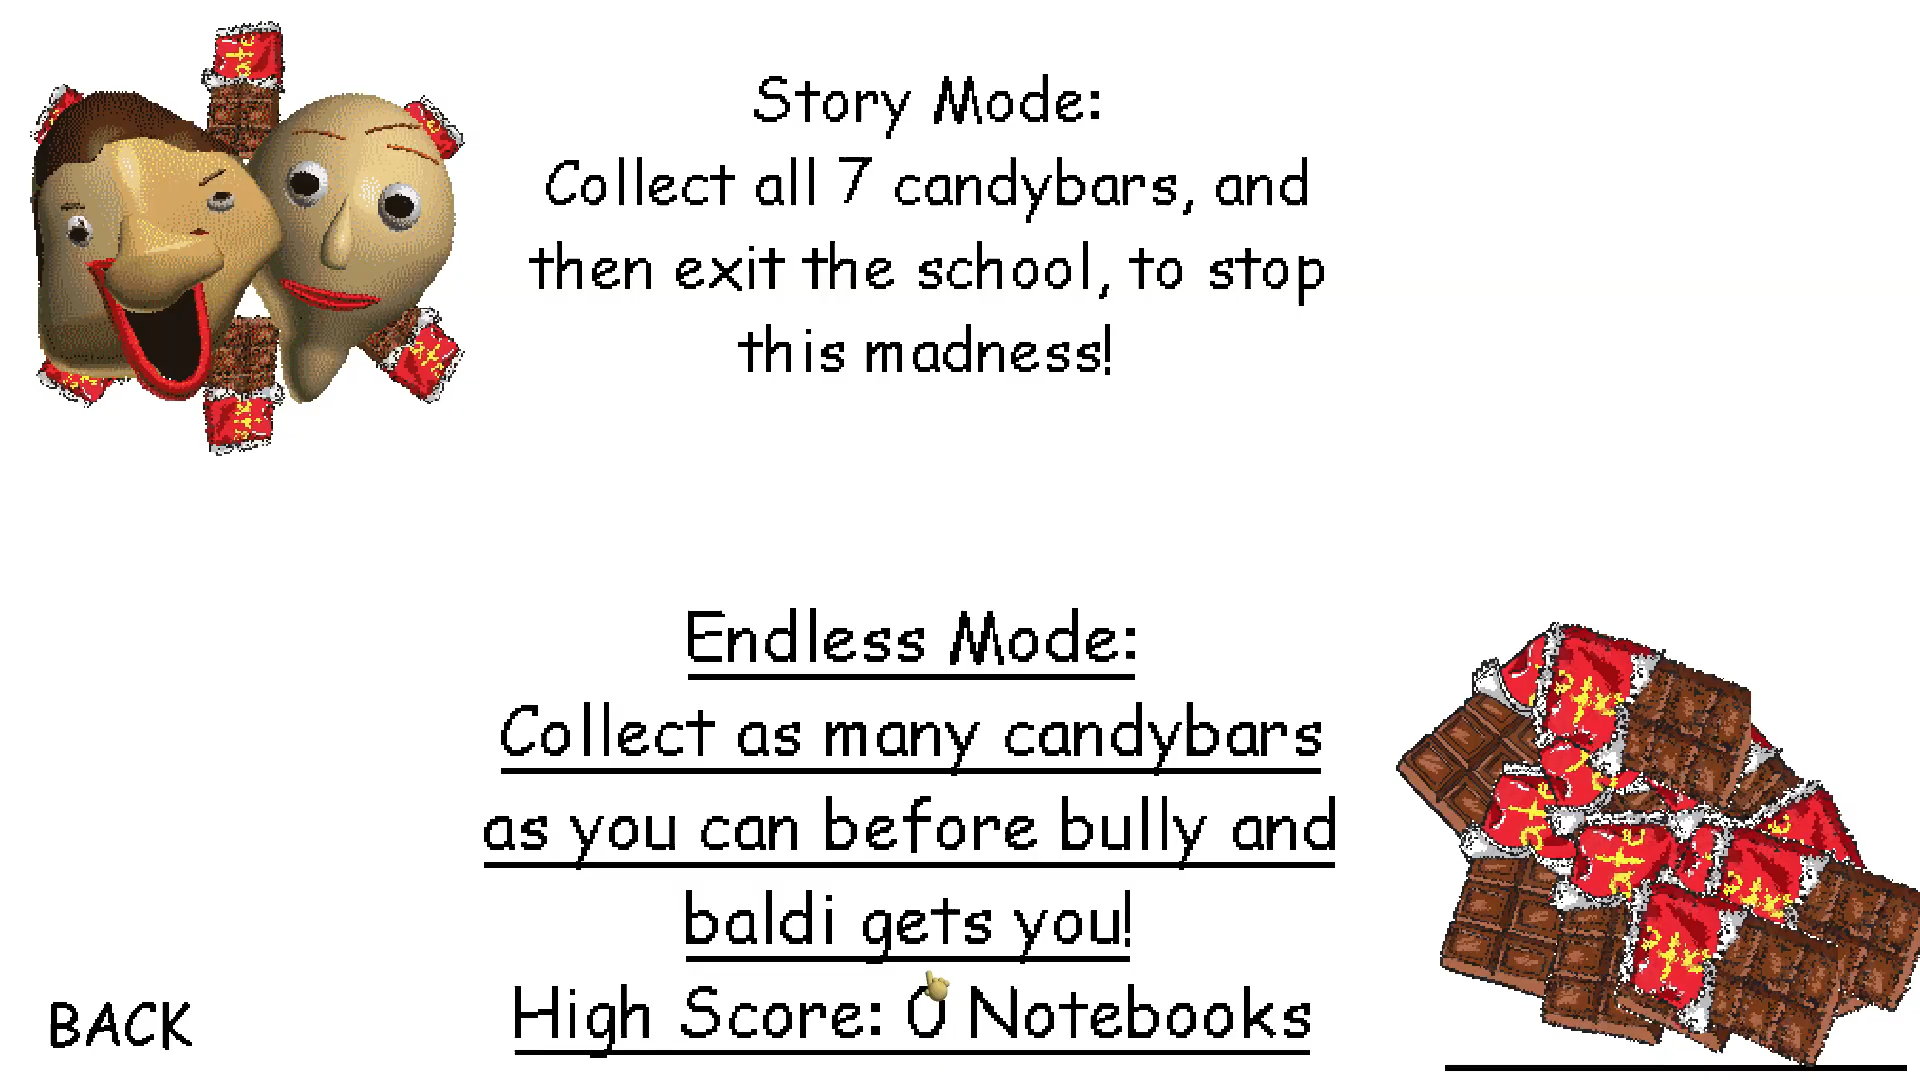 Story Mode:
Collect all 7 candybars, and
then exit the school, to stop
this madness!
Endless Mode:
Collect as many candybars
as you can before bully and
baldi gets you!
High Score: 0 Notebooks
BACK